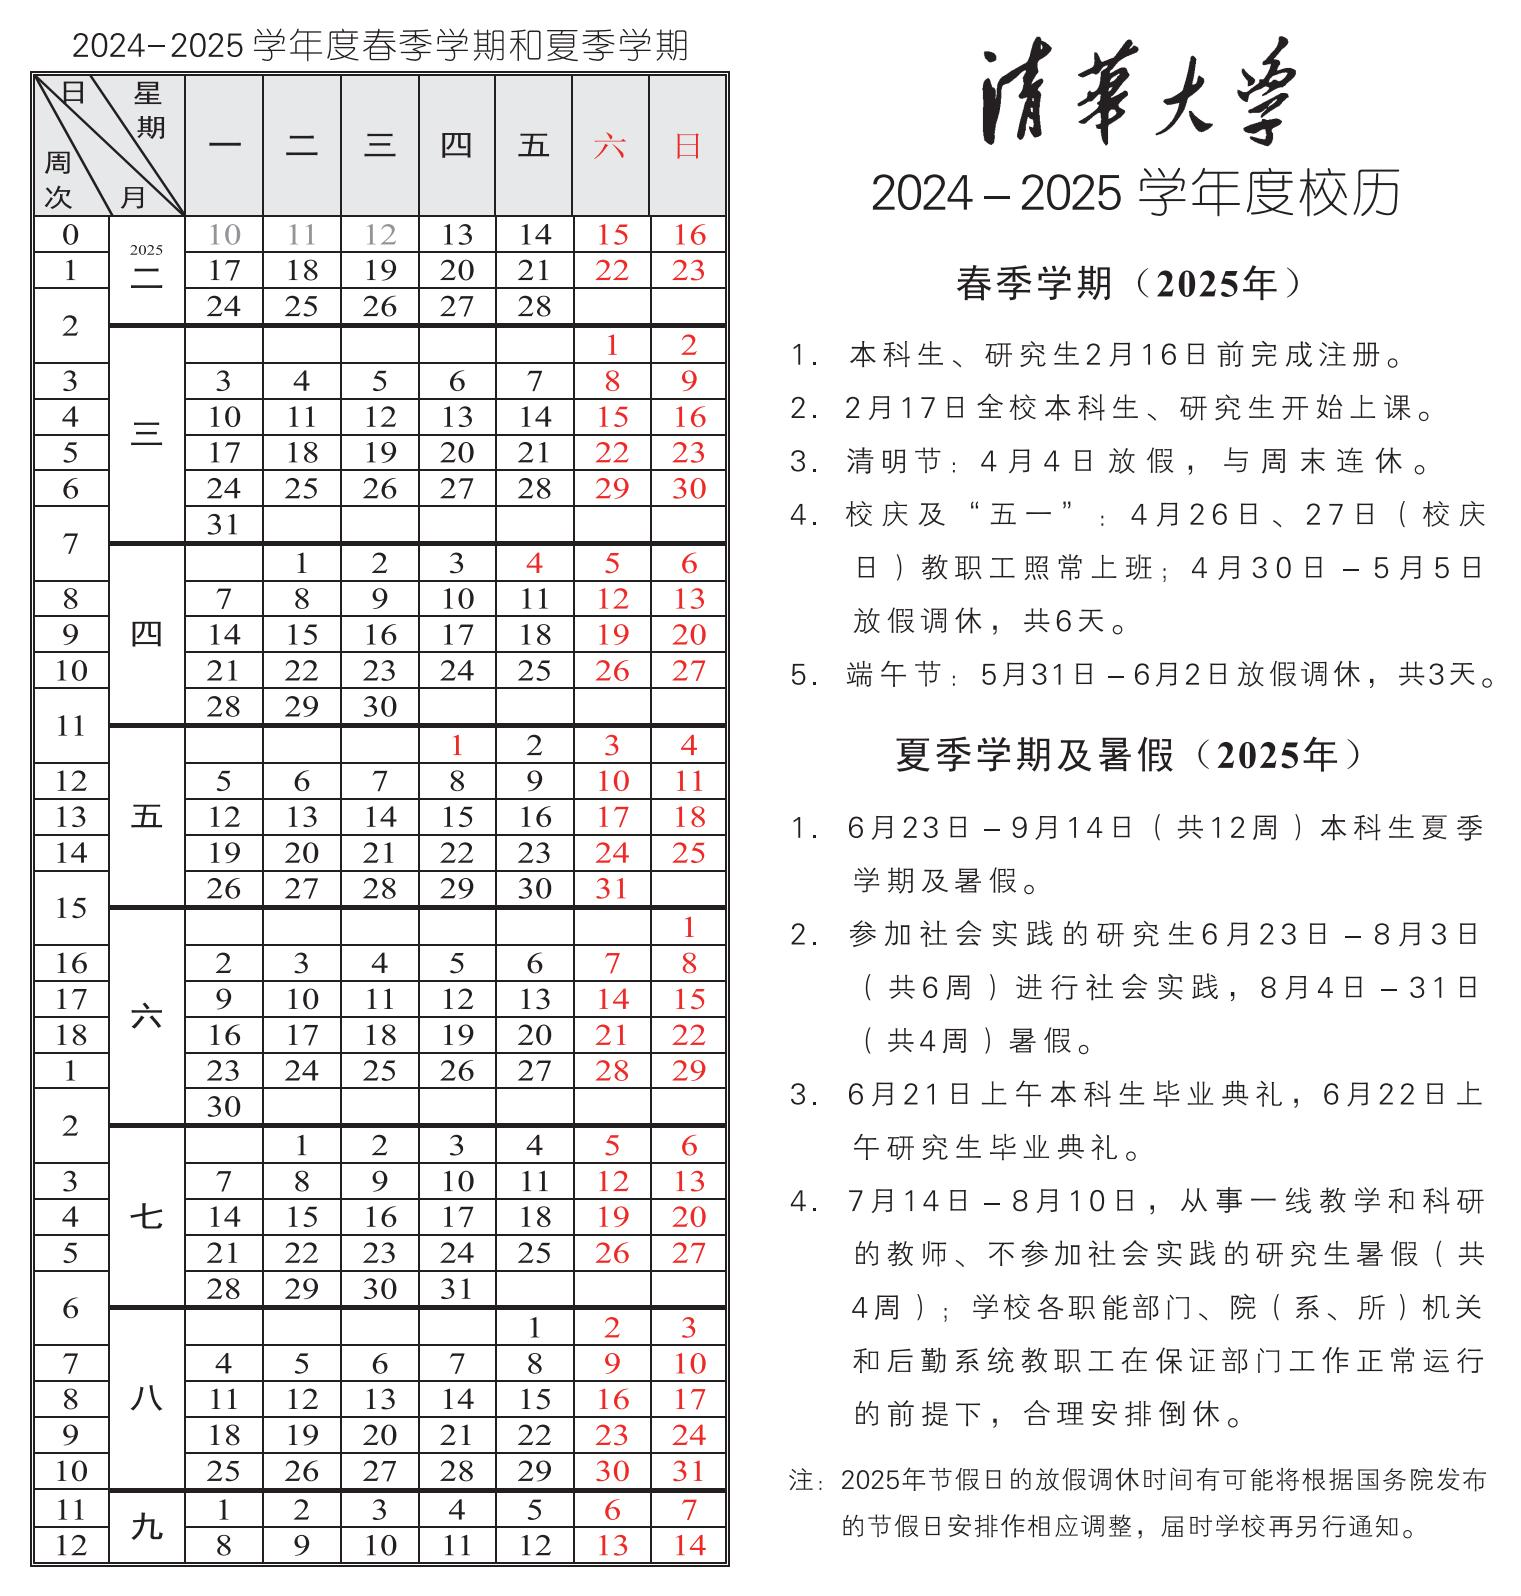 2024-2025 学年度春季学期和夏季学期
日 星期 周次 月 一 二 三 四 五 六 日
0 2025 二 10 11 12 13 14 15 16
1 17 18 19 20 21 22 23
2 24 25 26 27 28
三 1 2
3 3 4 5 6 7 8 9
4 10 11 12 13 14 15 16
5 17 18 19 20 21 22 23
6 24 25 26 27 28 29 30
7 31
四 1 2 3 4 5 6
8 7 8 9 10 11 12 13
9 14 15 16 17 18 19 20
10 21 22 23 24 25 26 27
11 28 29 30
五 1 2 3 4
12 5 6 7 8 9 10 11
13 12 13 14 15 16 17 18
14 19 20 21 22 23 24 25
15 26 27 28 29 30 31
六 1
16 2 3 4 5 6 7 8
17 9 10 11 12 13 14 15
18 16 17 18 19 20 21 22
1 23 24 25 26 27 28 29
2 30
七 1 2 3 4 5 6
3 7 8 9 10 11 12 13
4 14 15 16 17 18 19 20
5 21 22 23 24 25 26 27
6 28 29 30 31
八 1 2 3
7 4 5 6 7 8 9 10
8 11 12 13 14 15 16 17
9 18 19 20 21 22 23 24
10 25 26 27 28 29 30 31
11 九 1 2 3 4 5 6 7
12 8 9 10 11 12 13 14
清華大学
2024-2025 学年度校历
春季学期（2025年）
1. 本科生、研究生2月16日前完成注册。
2. 2月17日全校本科生、研究生开始上课。
3. 清明节：4月4日放假，与周末连休。
4. 校庆及“五一”：4月26日、27日（校庆
日）教职工照常上班；4月30日-5月5日
放假调休，共6天。
5. 端午节：5月31日-6月2日放假调休，共3天。
夏季学期及暑假（2025年）
1. 6月23日-9月14日（共12周）本科生夏季
学期及暑假。
2. 参加社会实践的研究生6月23日-8月3日
（共6周）进行社会实践，8月4日-31日
（共4周）暑假。
3. 6月21日上午本科生毕业典礼，6月22日上
午研究生毕业典礼。
4. 7月14日-8月10日，从事一线教学和科研
的教师、不参加社会实践的研究生暑假（共
4周）；学校各职能部门、院（系、所）机关
和后勤系统教职工在保证部门工作正常运行
的前提下，合理安排倒休。
注：2025年节假日的放假调休时间有可能将根据国务院发布
的节假日安排作相应调整，届时学校再另行通知。